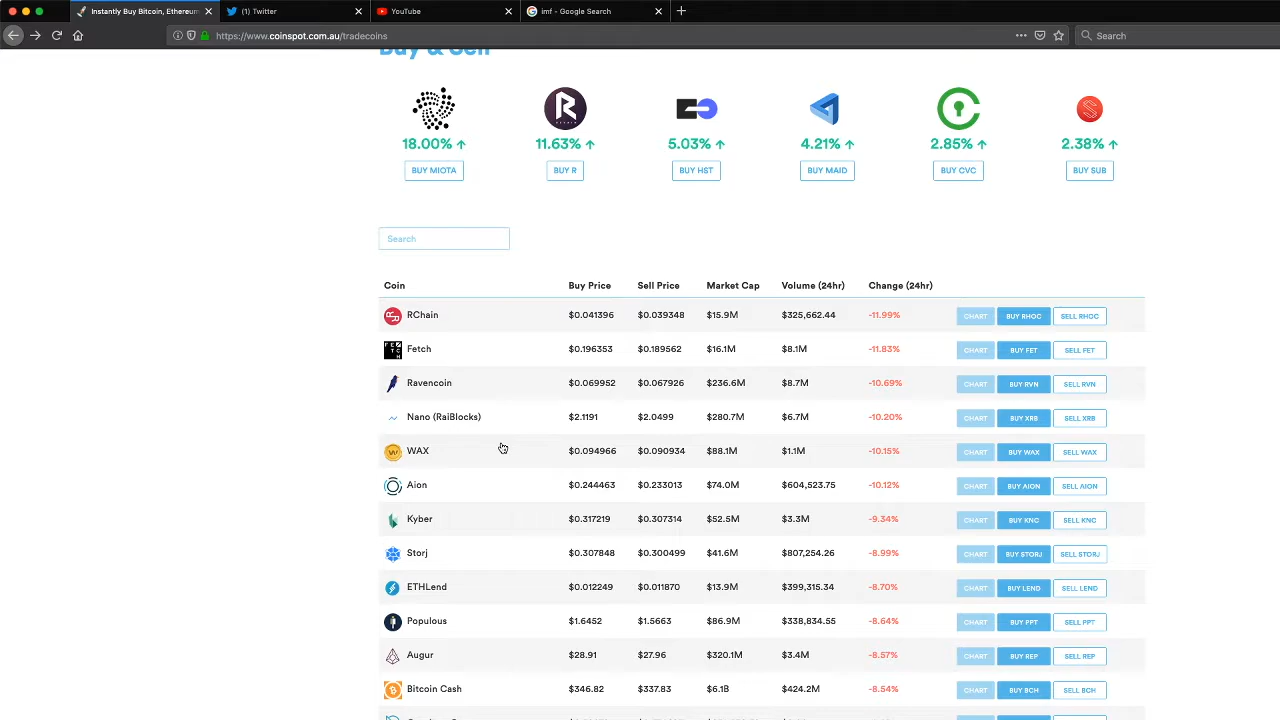 Instantly Buy Bitcoin, Ethereum
(1) Twitter
YouTube
imf - Google Search
https://www.coinspot.com.au/tradecoins
Search
Buy & Sell
18.00% ↑ 11.63% ↑ 5.03% ↑ 4.21% ↑ 2.85% ↑ 2.38% ↑
BUY MIOTA BUY R BUY HST BUY MAID BUY CVC BUY SUB
Search
Coin Buy Price Sell Price Market Cap Volume (24hr) Change (24hr)
RChain $0.041396 $0.039348 $15.9M $325,662.44 -11.99% CHART BUY RHOC SELL RHOC
Fetch $0.196353 $0.189562 $16.1M $8.1M -11.83% CHART BUY FET SELL FET
Ravencoin $0.069952 $0.067926 $236.6M $8.7M -10.69% CHART BUY RVN SELL RVN
Nano (RaiBlocks) $2.1191 $2.0499 $280.7M $6.7M -10.20% CHART BUY XRB SELL XRB
WAX $0.094966 $0.090934 $88.1M $1.1M -10.15% CHART BUY WAX SELL WAX
Aion $0.244463 $0.233013 $74.0M $604,523.75 -10.12% CHART BUY AION SELL AION
Kyber $0.317219 $0.307314 $52.5M $3.3M -9.34% CHART BUY KNC SELL KNC
Storj $0.307848 $0.300499 $41.6M $807,254.26 -8.99% CHART BUY STORJ SELL STORJ
ETHLend $0.012249 $0.011870 $13.9M $399,315.34 -8.70% CHART BUY LEND SELL LEND
Populous $1.6452 $1.5663 $86.9M $338,834.55 -8.64% CHART BUY PPT SELL PPT
Augur $28.91 $27.96 $320.1M $3.4M -8.57% CHART BUY REP SELL REP
Bitcoin Cash $346.82 $337.83 $6.1B $424.2M -8.54% CHART BUY BCH SELL BCH